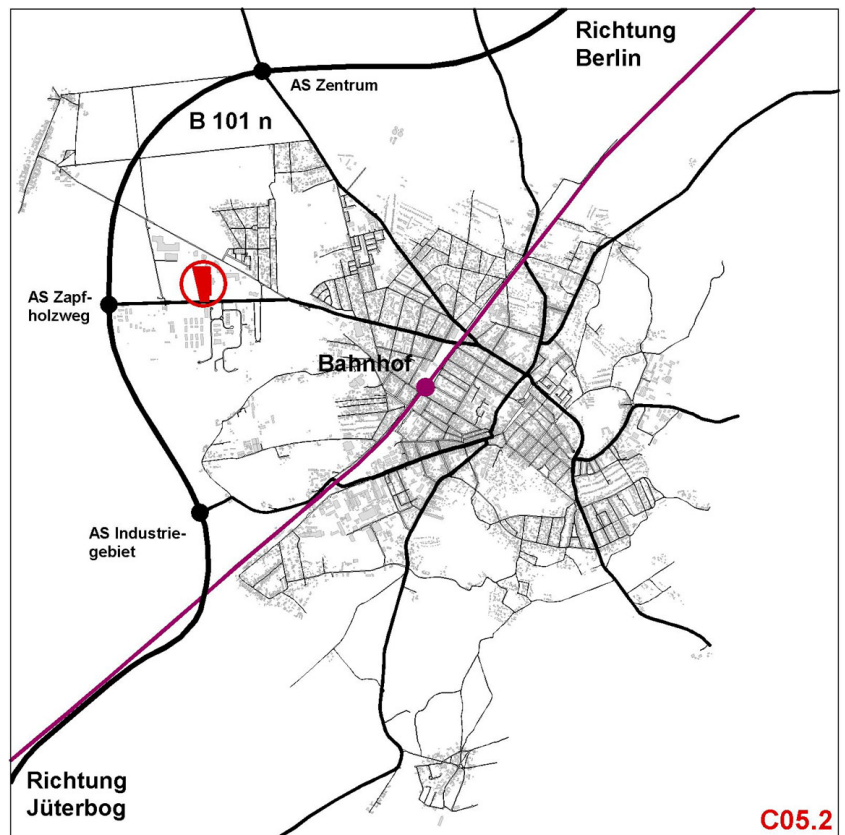 Richtung
Berlin
AS Zentrum
B 101 n
AS Zapf-
holzweg
Bahnhof
AS Industrie-
gebiet
Richtung
Jüterbog
C05.2